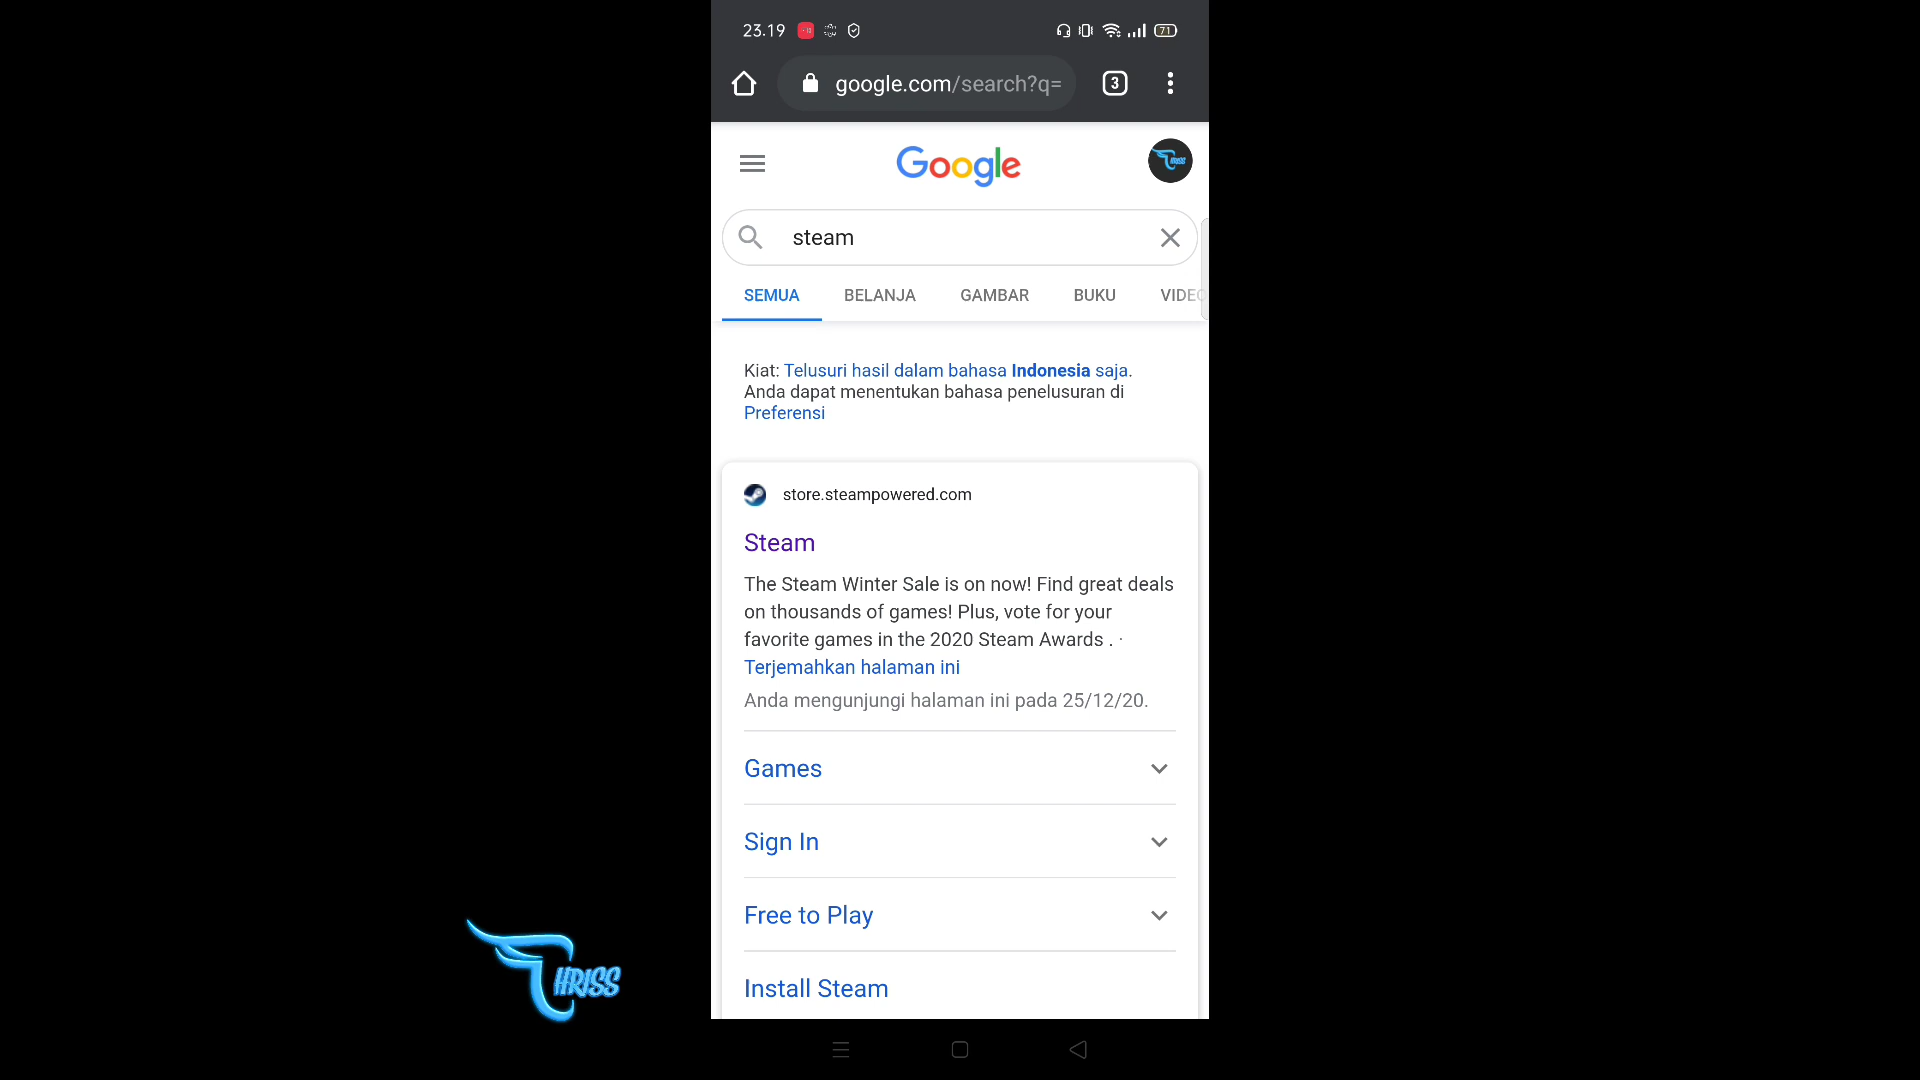 23.19
71
google.com/search?q=
3
Google
HRISS
steam
SEMUA BELANJA GAMBAR BUKU VIDEO
Kiat: Telusuri hasil dalam bahasa Indonesia saja.
Anda dapat menentukan bahasa penelusuran di
Preferensi
store.steampowered.com
Steam
The Steam Winter Sale is on now! Find great deals
on thousands of games! Plus, vote for your
favorite games in the 2020 Steam Awards . ·
Terjemahkan halaman ini
Anda mengunjungi halaman ini pada 25/12/20.
Games
Sign In
Free to Play
Install Steam
HRISS